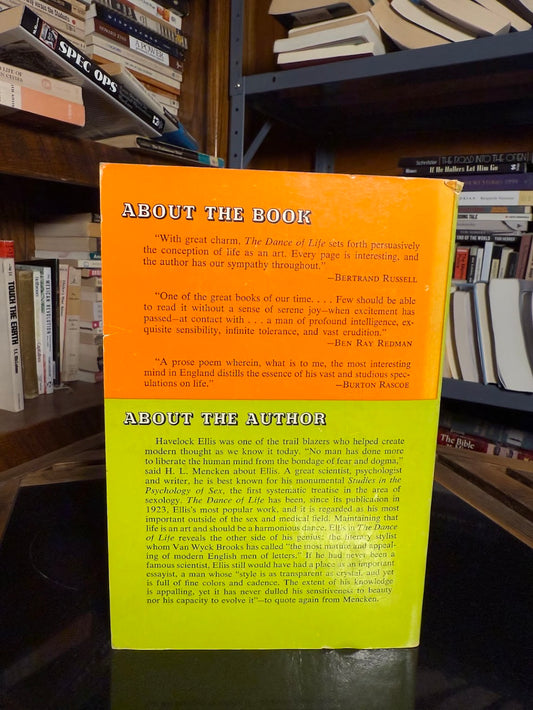 SPEC OPS
A POWER
TOUCH THE EARTH
THE ROAD INTO THE OPEN
If He Hollers Let Him Go
ABOUT THE BOOK
“With great charm, The Dance of Life sets forth persuasively
the conception of life as an art. Every page is interesting, and
the author has our sympathy throughout.”
—BERTRAND RUSSELL
“One of the great books of our time. . . . Few should be able
to read it without a sense of serene joy—when excitement has
passed—at contact with . . . a man of profound intelligence, ex-
quisite sensibility, infinite tolerance, and vast erudition.”
—BEN RAY REDMAN
“A prose poem wherein, what is to me, the most interesting
mind in England distills the essence of his vast and studious spec-
ulations on life.” —BURTON RASCOE
ABOUT THE AUTHOR
Havelock Ellis was one of the trail blazers who helped create
modern thought as we know it today. “No man has done more
to liberate the human mind from the bondage of fear and dogma,”
said H. L. Mencken about Ellis. A great scientist, psychologist
and writer, he is best known for his monumental Studies in the
Psychology of Sex, the first systematic treatise in the area of
sexology. The Dance of Life has been, since its publication in
1923, Ellis's most popular work, and it is regarded as his most
important outside of the sex and medical field. Maintaining that
life is an art and should be a harmonious dance, Ellis in The Dance
of Life reveals the other side of his genius; the literary stylist
whom Van Wyck Brooks has called “the most mature and appeal-
ing of modern English men of letters.” If he had never been a
famous scientist, Ellis still would have had a place as an important
essayist, a man whose “style is as transparent as crystal, and yet
is full of fine colors and cadence. The extent of his knowledge
is appalling, yet it has never dulled his sensitiveness to beauty
nor his capacity to evolve it”—to quote again from Mencken.